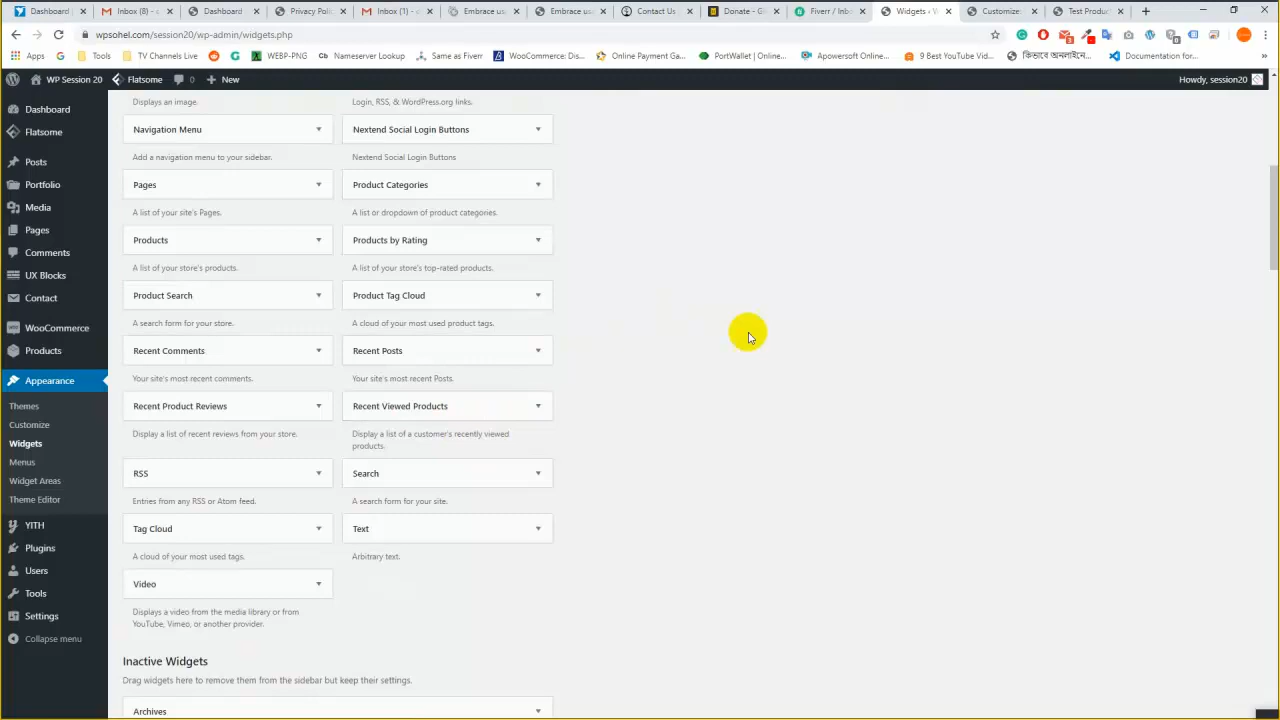 Dashboard |
Inbox (8) - c
Dashboard
Privacy Polic
Inbox (1) - c
Embrace us
Embrace us
Contact Us
Donate - Gi
Fiverr / Inbo
Widgets ‹ V
Customize:
Test Produc
wpsohel.com/session20/wp-admin/widgets.php
Apps
Tools
TV Channels Live
WEBP-PNG
Nameserver Lookup
Same as Fiverr
WooCommerce: Dis...
Online Payment Ga...
PortWallet | Online...
Apowersoft Online...
9 Best YouTube Vid...
কিভাবে অনলাইনে...
Documentation for...
WP Session 20
Flatsome
0
New
Howdy, session20
Dashboard
Flatsome
Posts
Portfolio
Media
Pages
Comments
UX Blocks
Contact
WooCommerce
Products
Appearance
Themes
Customize
Widgets
Menus
Widget Areas
Theme Editor
YITH
Plugins
Users
Tools
Settings
Collapse menu
Displays an image.
Login, RSS, & WordPress.org links.
Navigation Menu
Nextend Social Login Buttons
Add a navigation menu to your sidebar.
Nextend Social Login Buttons
Pages
Product Categories
A list of your site's Pages.
A list or dropdown of product categories.
Products
Products by Rating
A list of your store's products.
A list of your store's top-rated products.
Product Search
Product Tag Cloud
A search form for your store.
A cloud of your most used product tags.
Recent Comments
Recent Posts
Your site's most recent comments.
Your site's most recent Posts.
Recent Product Reviews
Recent Viewed Products
Display a list of recent reviews from your store.
Display a list of a customer's recently viewed
products.
RSS
Search
Entries from any RSS or Atom feed.
A search form for your site.
Tag Cloud
Text
A cloud of your most used tags.
Arbitrary text.
Video
Displays a video from the media library or from
YouTube, Vimeo, or another provider.
Inactive Widgets
Drag widgets here to remove them from the sidebar but keep their settings.
Archives